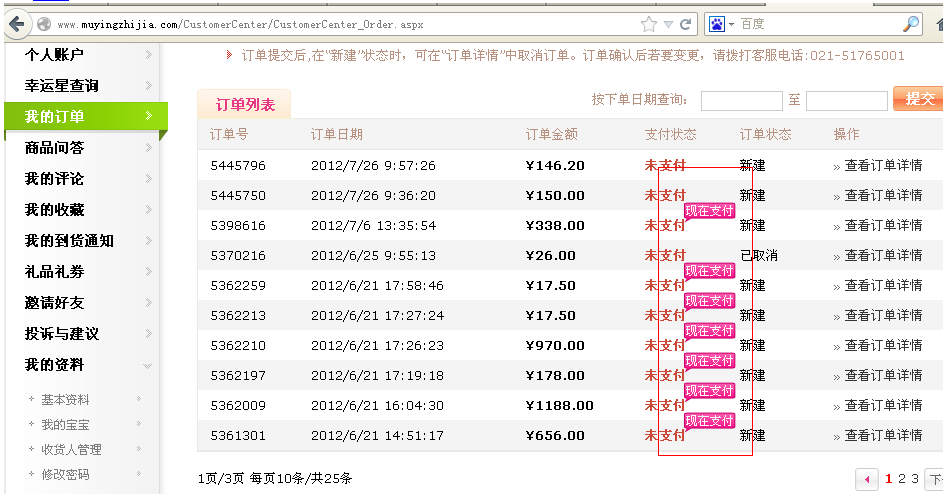 www.muyingzhijia.com/CustomerCenter/CustomerCenter_Order.aspx
百度
个人账户
幸运星查询
我的订单
商品问答
我的评论
我的收藏
我的到货通知
礼品礼券
邀请好友
投诉与建议
我的资料
基本资料
我的宝宝
收货人管理
修改密码
订单提交后,在“新建”状态时，可在“订单详情”中取消订单。订单确认后若要变更，请拨打客服电话:021-51765001
订单列表 按下单日期查询: 至 提交
订单号 订单日期 订单金额 支付状态 订单状态 操作
5445796 2012/7/26 9:57:26 ¥146.20 未支付 新建 » 查看订单详情
5445750 2012/7/26 9:36:20 ¥150.00 未支付 新建 » 查看订单详情
现在支付
5398616 2012/7/6 13:35:54 ¥338.00 未支付 新建 » 查看订单详情
5370216 2012/6/25 9:55:13 ¥26.00 未支付 已取消 » 查看订单详情
现在支付
5362259 2012/6/21 17:58:46 ¥17.50 未支付 新建 » 查看订单详情
现在支付
5362213 2012/6/21 17:27:24 ¥17.50 未支付 新建 » 查看订单详情
现在支付
5362210 2012/6/21 17:26:23 ¥970.00 未支付 新建 » 查看订单详情
现在支付
5362197 2012/6/21 17:19:18 ¥178.00 未支付 新建 » 查看订单详情
现在支付
5362009 2012/6/21 16:04:30 ¥1188.00 未支付 新建 » 查看订单详情
现在支付
5361301 2012/6/21 14:51:17 ¥656.00 未支付 新建 » 查看订单详情
1页/3页 每页10条/共25条 1 2 3 下